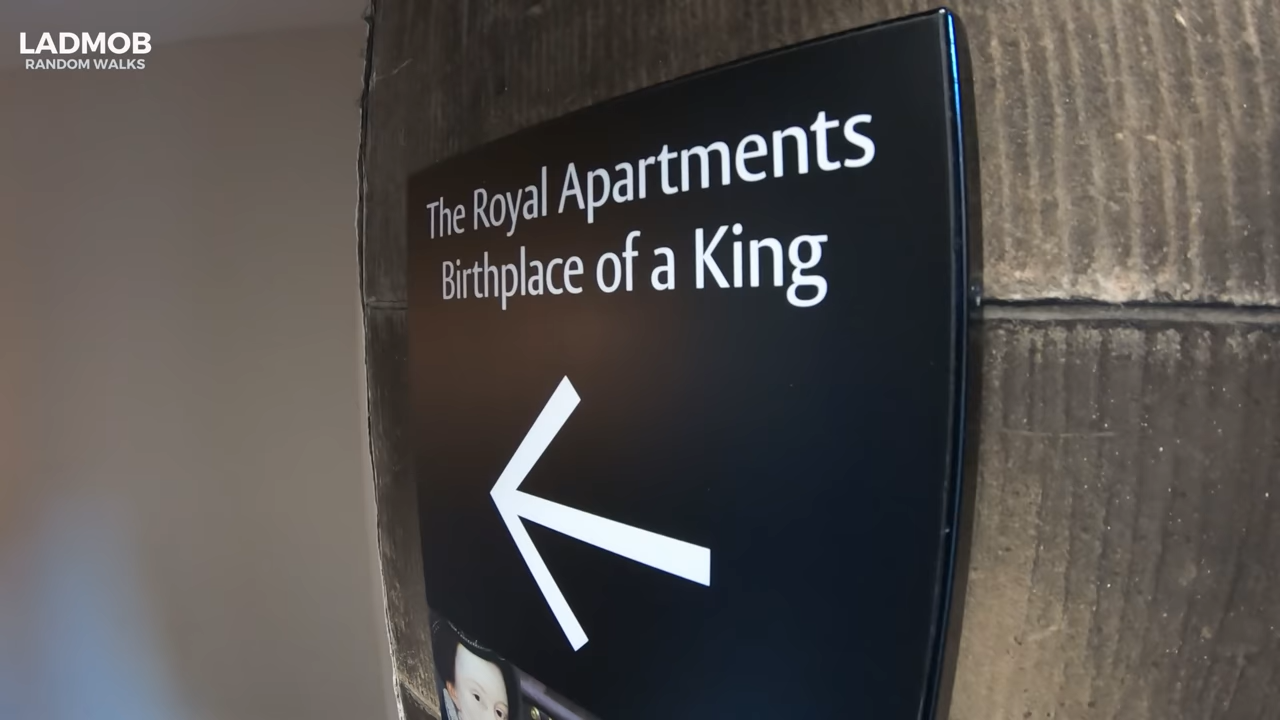 LADMOB
RANDOM WALKS
The Royal Apartments
Birthplace of a King